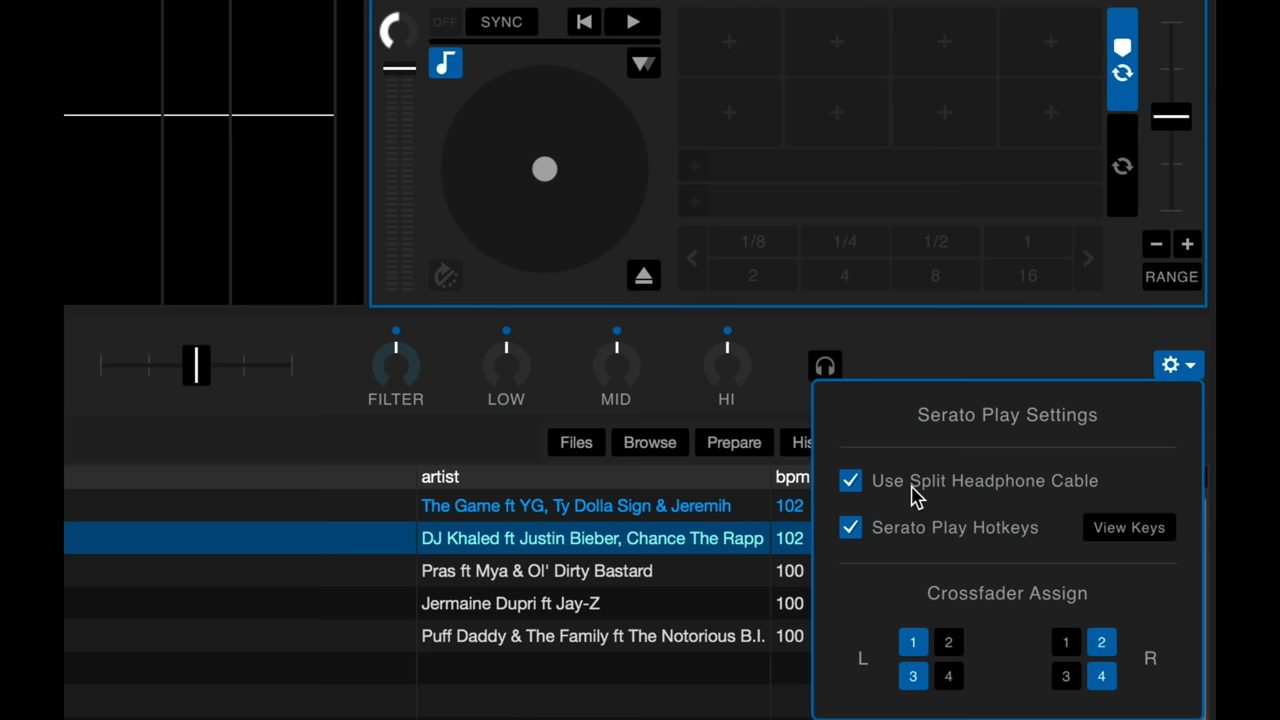 OFF SYNC
1/8 1/4 1/2 1
2 4 8 16
RANGE
FILTER LOW MID HI
Files Browse Prepare His
artist bpm
The Game ft YG, Ty Dolla Sign & Jeremih 102
DJ Khaled ft Justin Bieber, Chance The Rapp 102
Pras ft Mya & Ol' Dirty Bastard 100
Jermaine Dupri ft Jay-Z 100
Puff Daddy & The Family ft The Notorious B.I. 100
Serato Play Settings
Use Split Headphone Cable
Serato Play Hotkeys View Keys
Crossfader Assign
1 2 1 2
L R
3 4 3 4